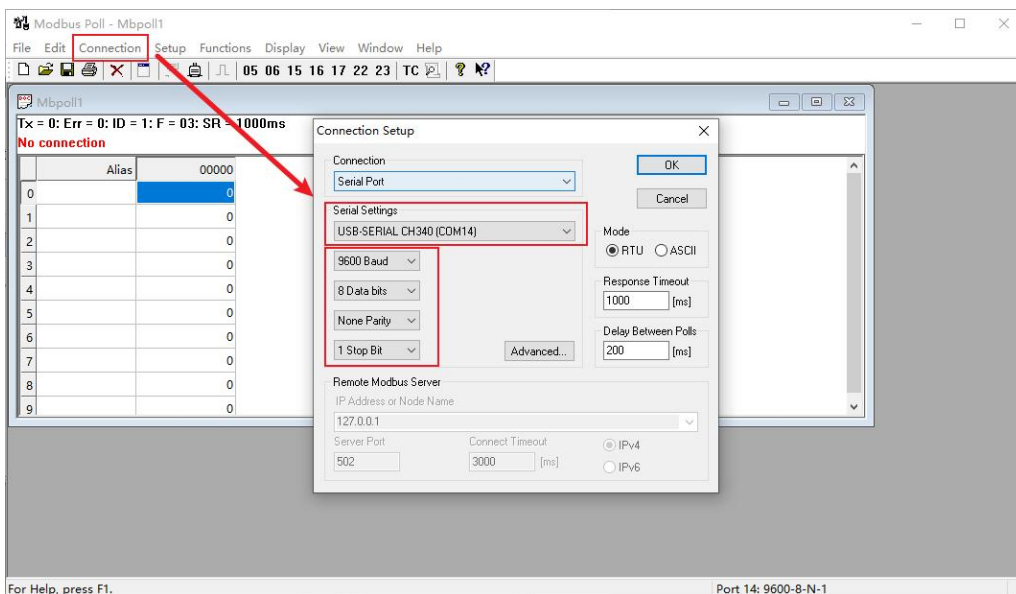 Modbus Poll - Mbpoll1
File Edit Connection Setup Functions Display View Window Help
05 06 15 16 17 22 23 TC
Mbpoll1
Tx = 0: Err = 0: ID = 1: F = 03: SR = 1000ms
No connection
Alias 00000
0 0
1 0
2 0
3 0
4 0
5 0
6 0
7 0
8 0
9 0
Connection Setup
Connection
Serial Port
OK
Cancel
Serial Settings
USB-SERIAL CH340 (COM14)
9600 Baud
8 Data bits
None Parity
1 Stop Bit
Advanced...
Mode
RTU ASCII
Response Timeout
1000 [ms]
Delay Between Polls
200 [ms]
Remote Modbus Server
IP Address or Node Name
127.0.0.1
Server Port Connect Timeout
502 3000 [ms]
IPv4
IPv6
For Help, press F1. Port 14: 9600-8-N-1